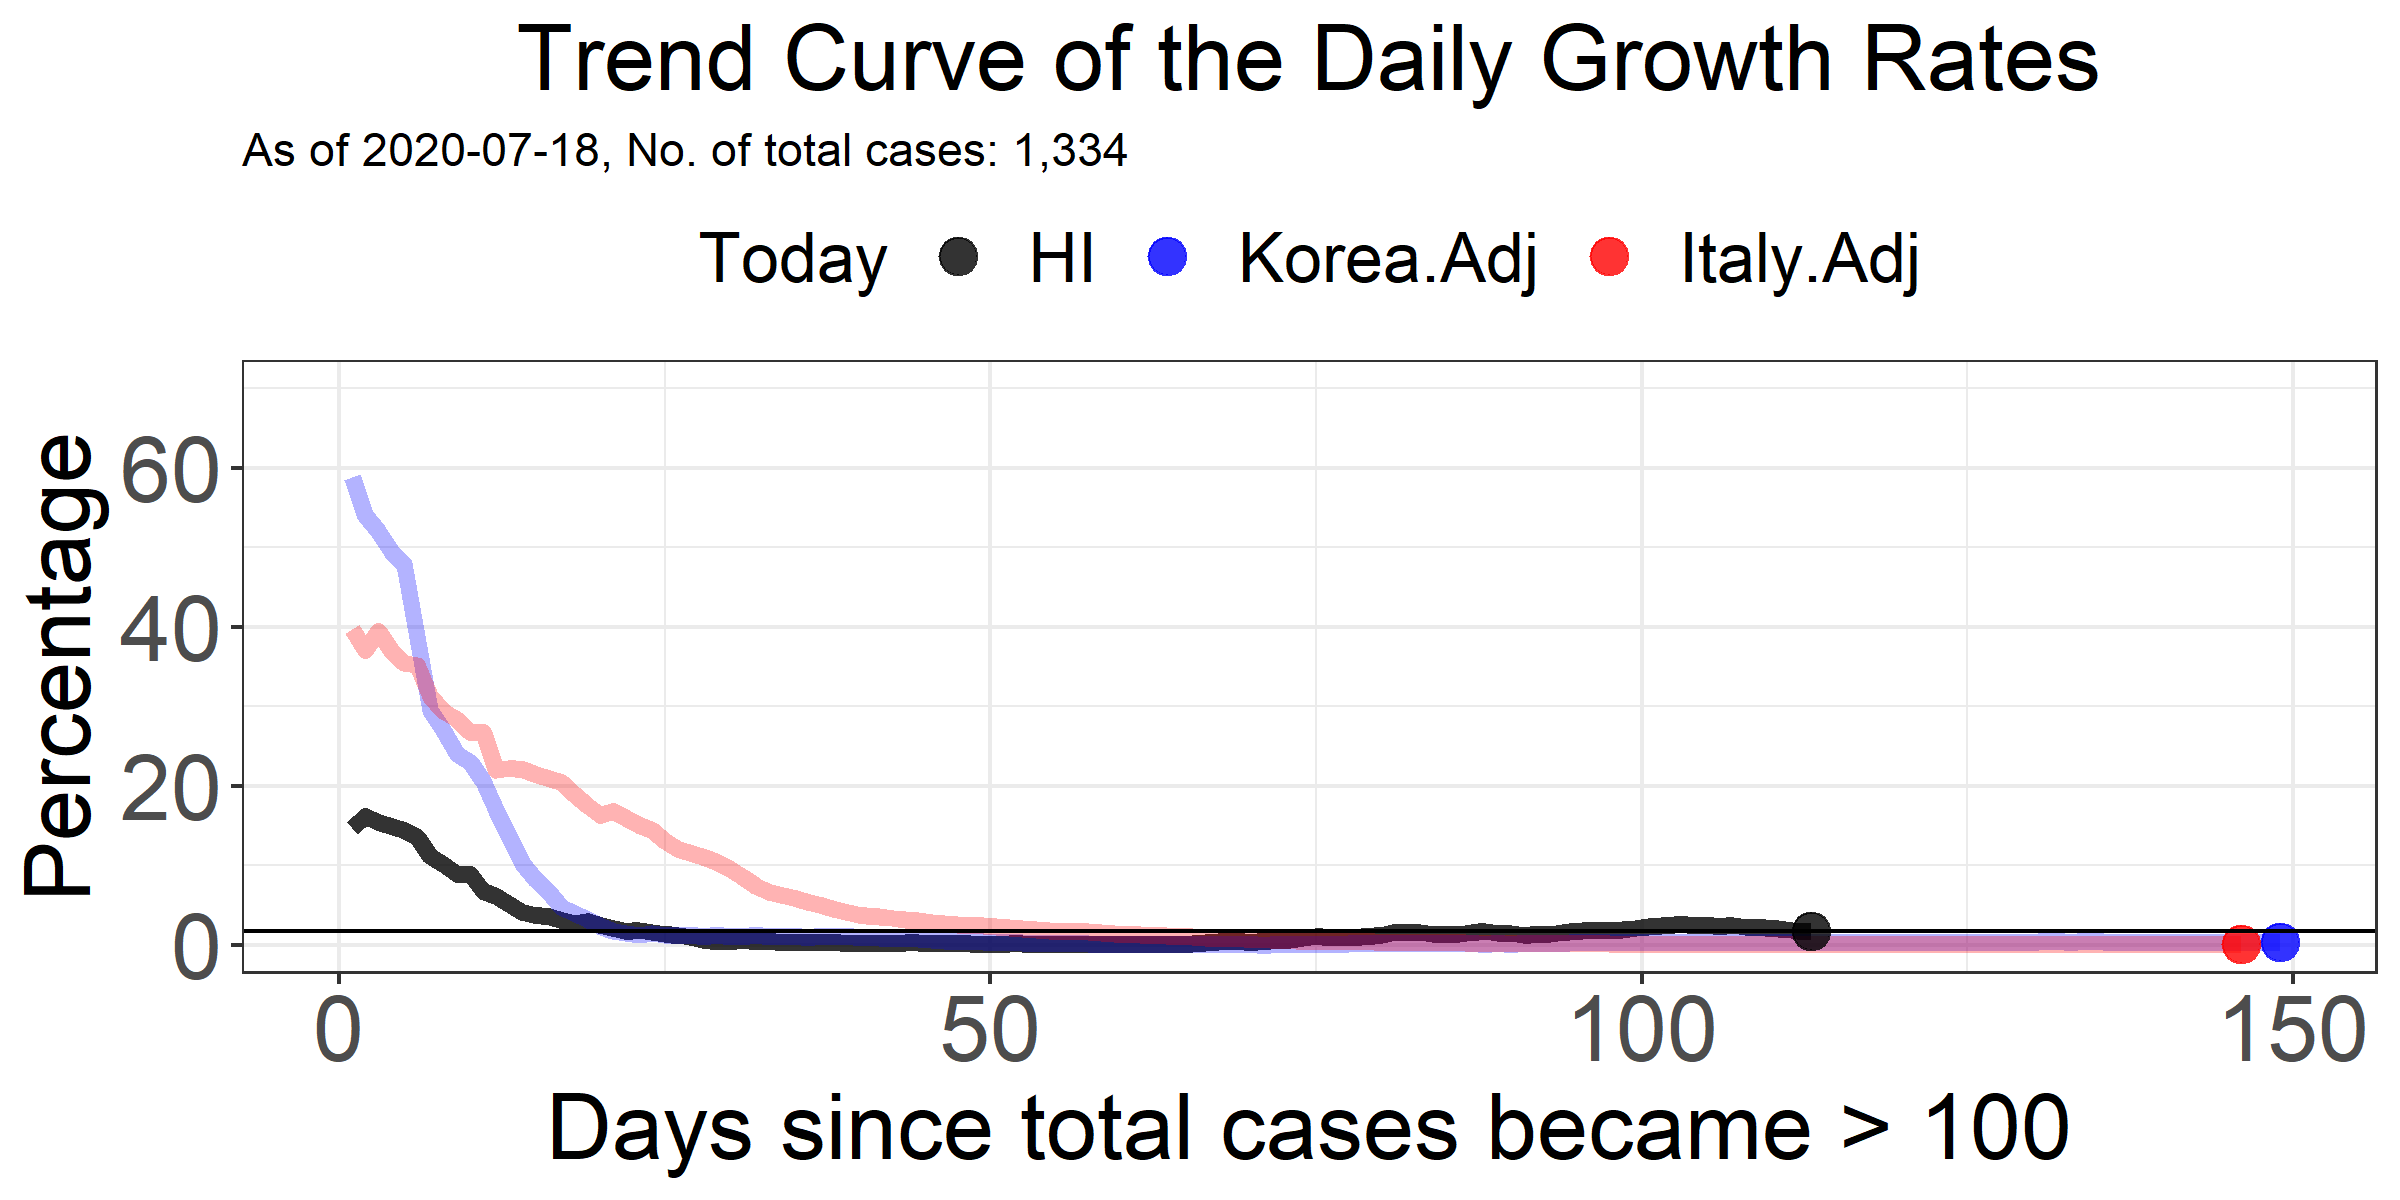 Trend Curve of the Daily Growth Rates
As of 2020-07-18, No. of total cases: 1,334
Today HI Korea.Adj Italy.Adj
Percentage
60
40
20
0
0 50 100 150
Days since total cases became > 100